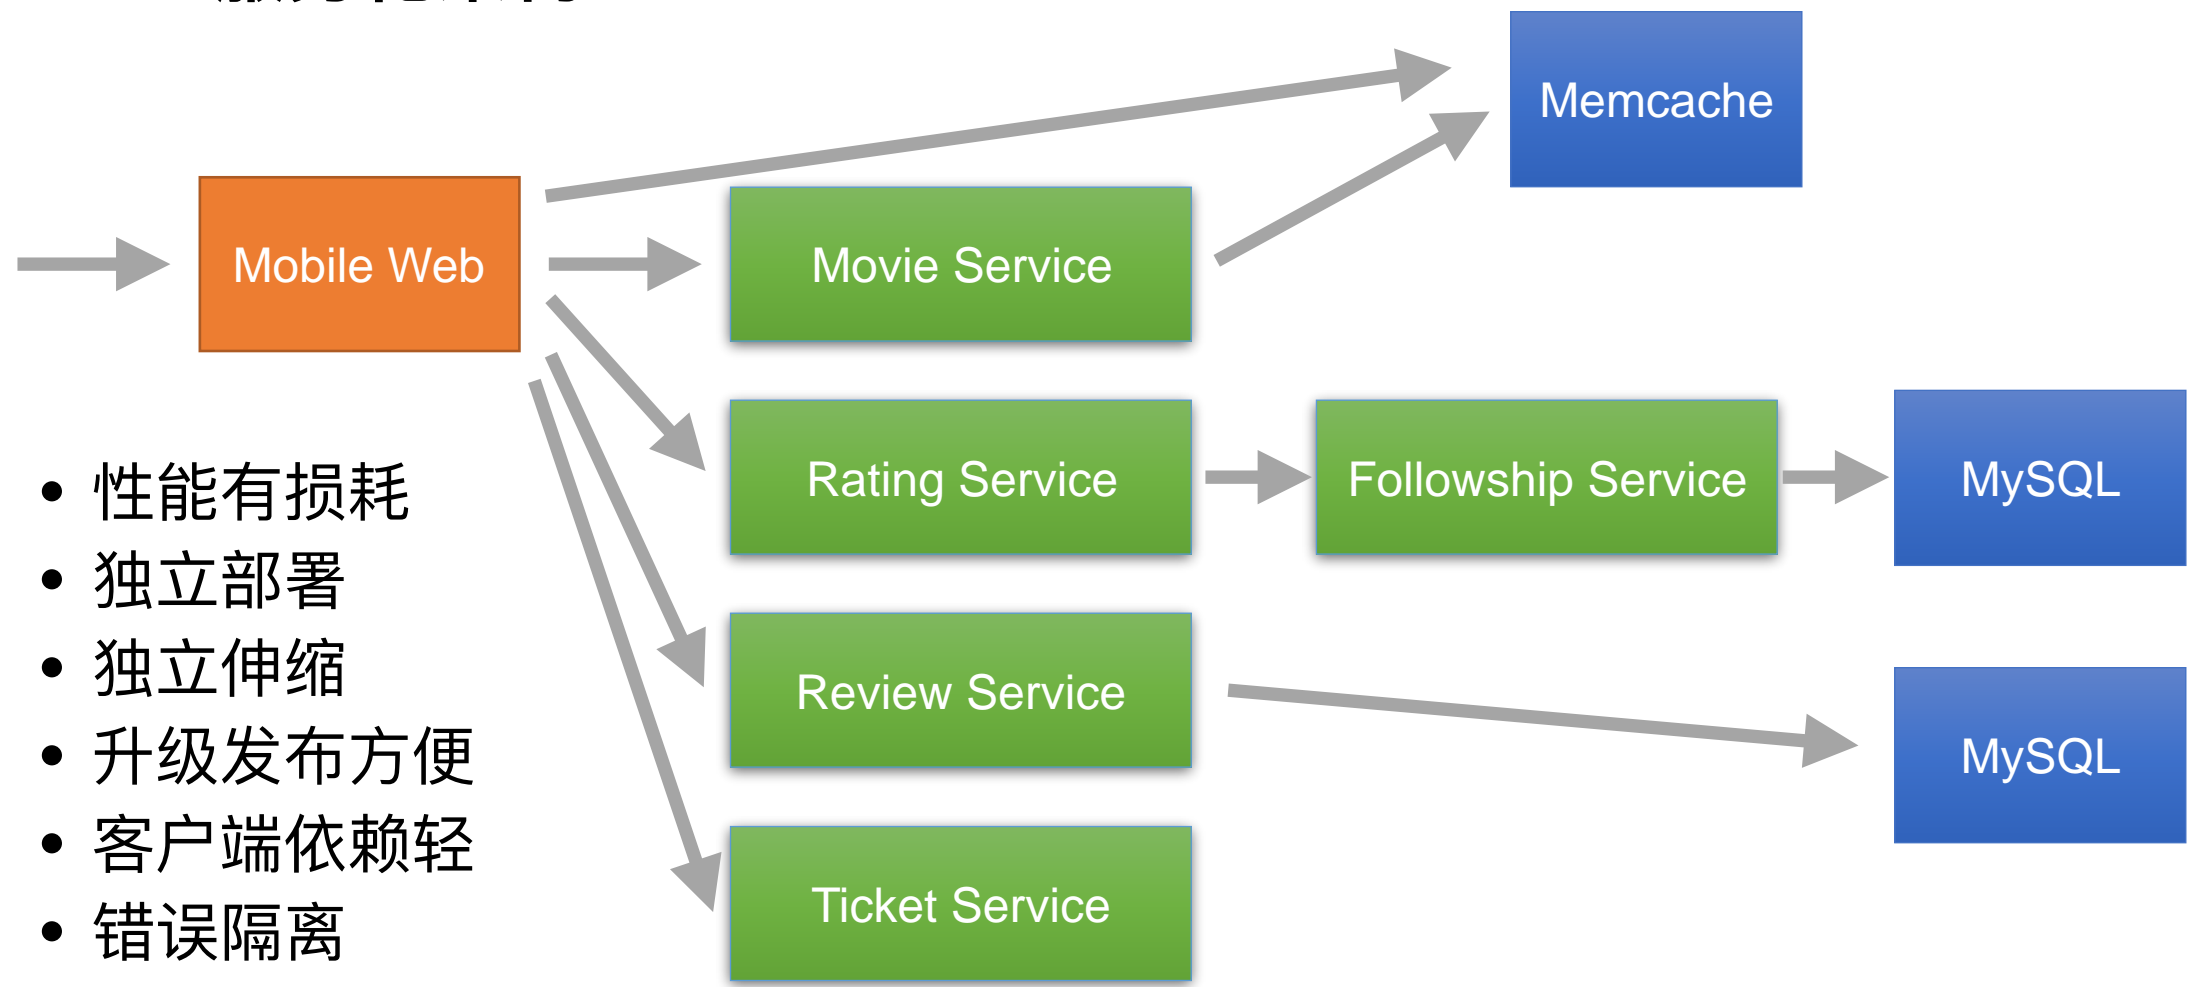 Memcache
Mobile Web
Movie Service
Rating Service
Followship Service
MySQL
Review Service
MySQL
Ticket Service
• 性能有损耗
• 独立部署
• 独立伸缩
• 升级发布方便
• 客户端依赖轻
• 错误隔离